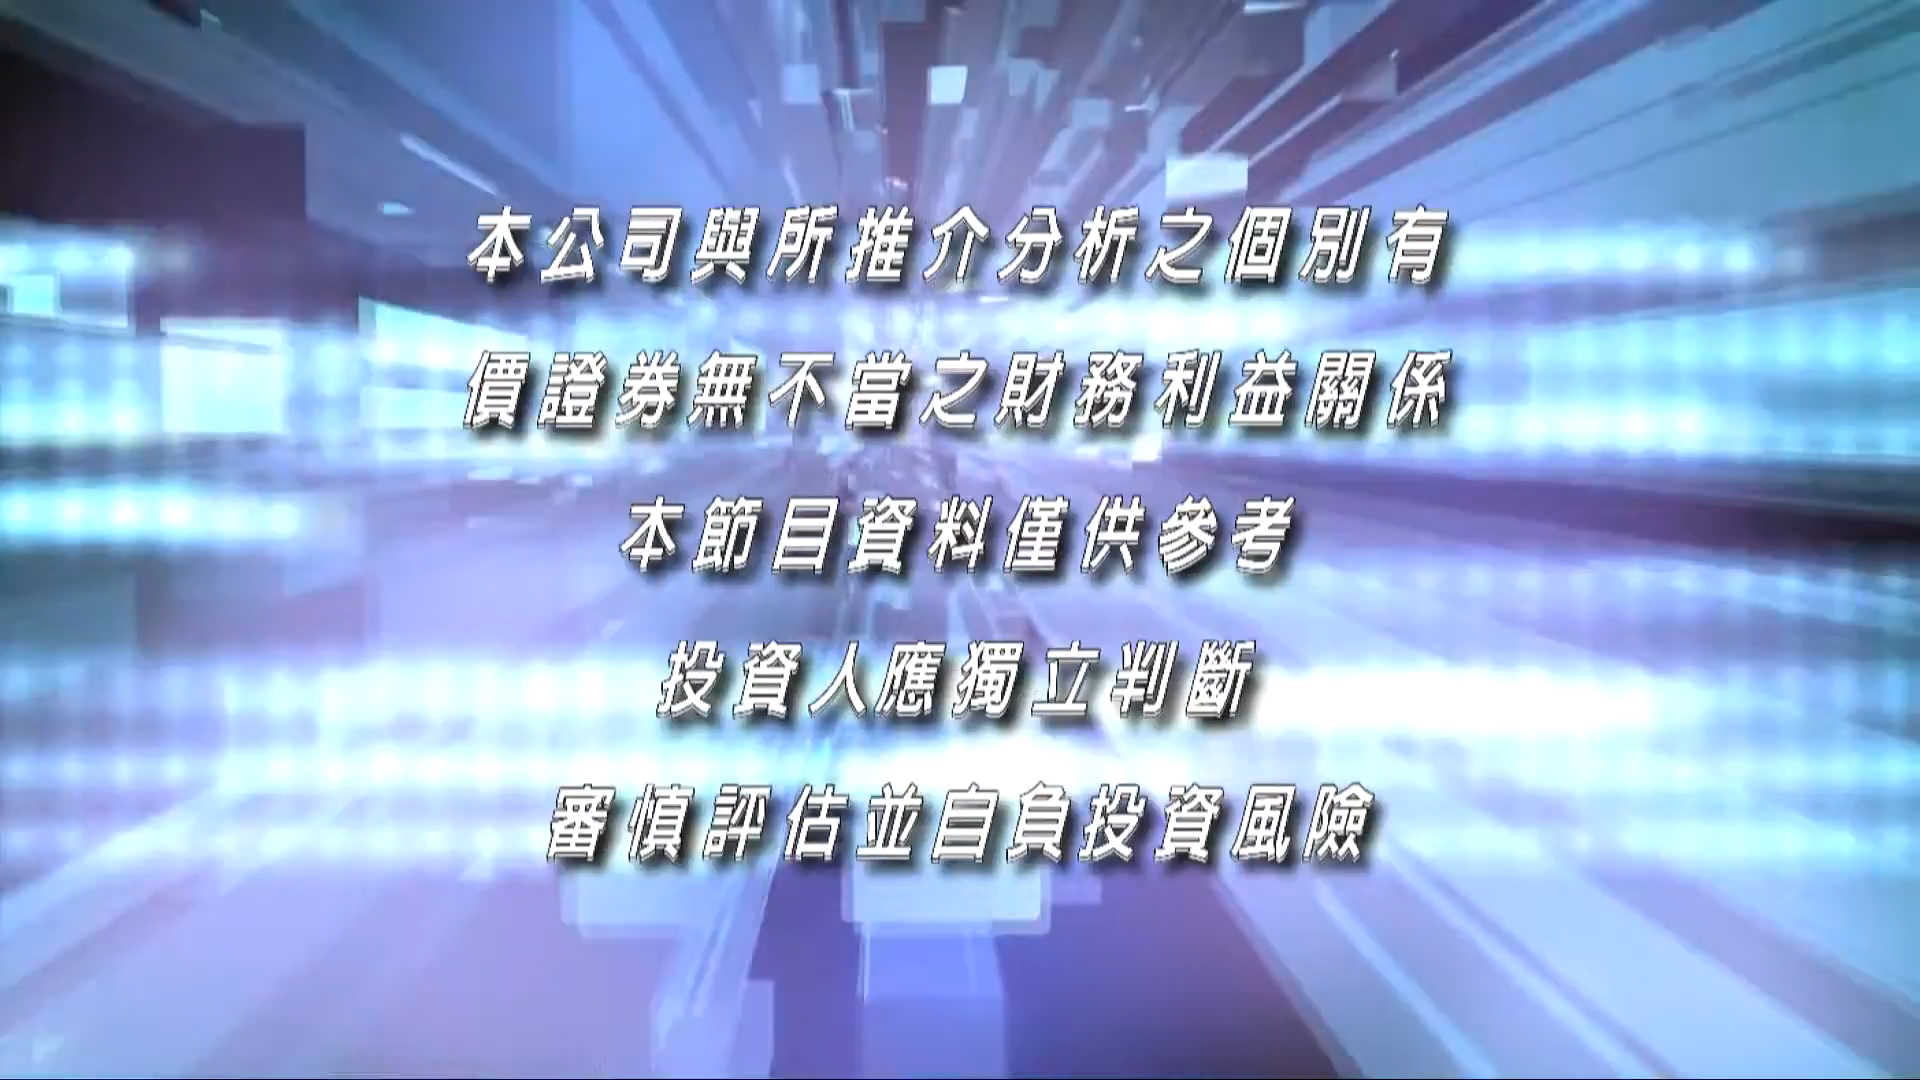 本公司與所推介分析之個別有
價證券無不當之財務利益關係
本節目資料僅供參考
投資人應獨立判斷
審慎評估並自負投資風險